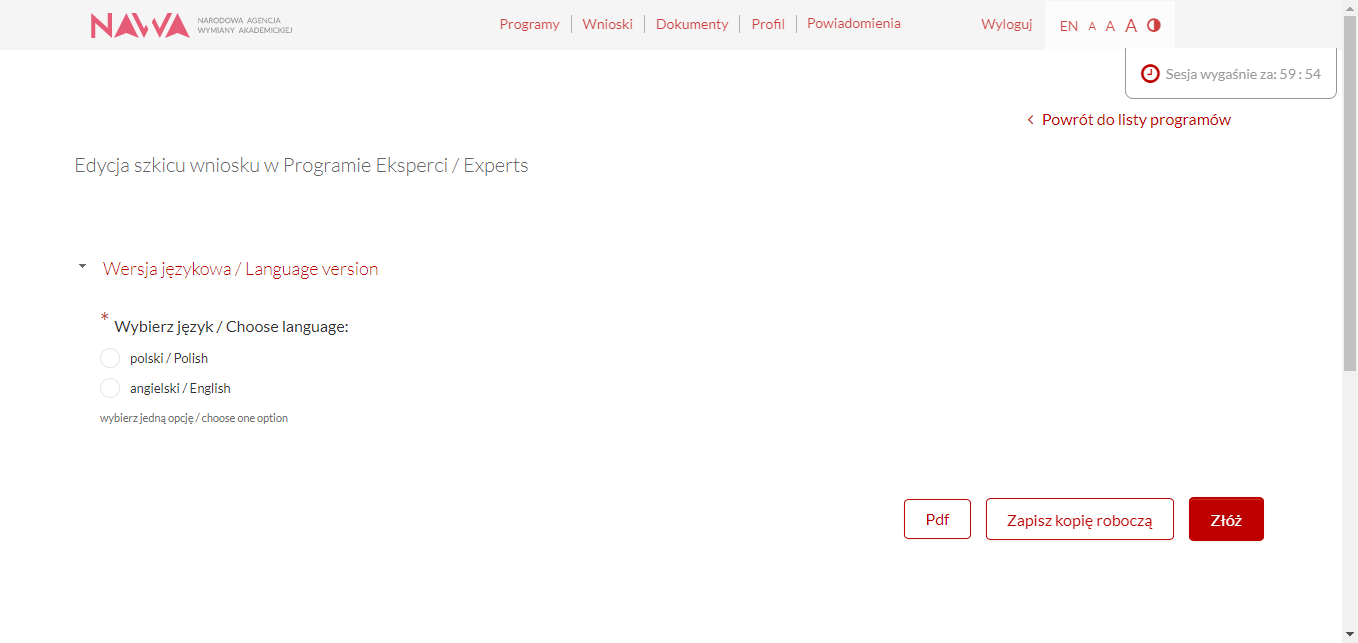 NAWA NARODOWA AGENCJA
WYMIANY AKADEMICKIEJ
Programy Wnioski Dokumenty Profil Powiadomienia Wyloguj EN A A A
Sesja wygaśnie za: 59 : 54
< Powrót do listy programów
Edycja szkicu wniosku w Programie Eksperci / Experts
Wersja językowa / Language version
* Wybierz język / Choose language:
polski / Polish
angielski / English
wybierz jedną opcję / choose one option
Pdf Zapisz kopię roboczą Złóż